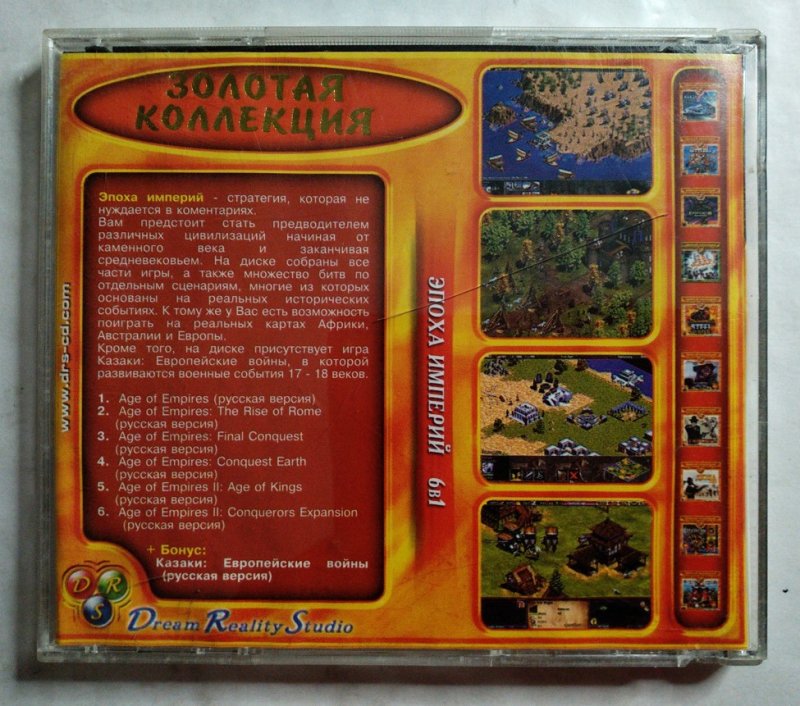 ЗОЛОТАЯ
КОЛЛЕКЦИЯ
Эпоха империй - стратегия, которая не
нуждается в коментариях.
Вам предстоит стать предводителем
различных цивилизаций начиная от
каменного века и заканчивая
средневековьем. На диске собраны все
части игры, а также множество битв по
отдельным сценариям, многие из которых
основаны на реальных исторических
событиях. К тому же у Вас есть возможность
поиграть на реальных картах Африки,
Австралии и Европы.
Кроме того, на диске присутствует игра
Казаки: Европейские войны, в которой
развиваются военные события 17 - 18 веков.
1. Age of Empires (русская версия)
2. Age of Empires: The Rise of Rome
(русская версия)
3. Age of Empires: Final Conquest
(русская версия)
4. Age of Empires: Conquest Earth
(русская версия)
5. Age of Empires II: Age of Kings
(русская версия)
6. Age of Empires II: Conquerors Expansion
(русская версия)
+ Бонус:
Казаки: Европейские войны
(русская версия)
www.drs-cd.com
D R
S
Dream Reality Studio
ЭПОХА ИМПЕРИЙ 6в1